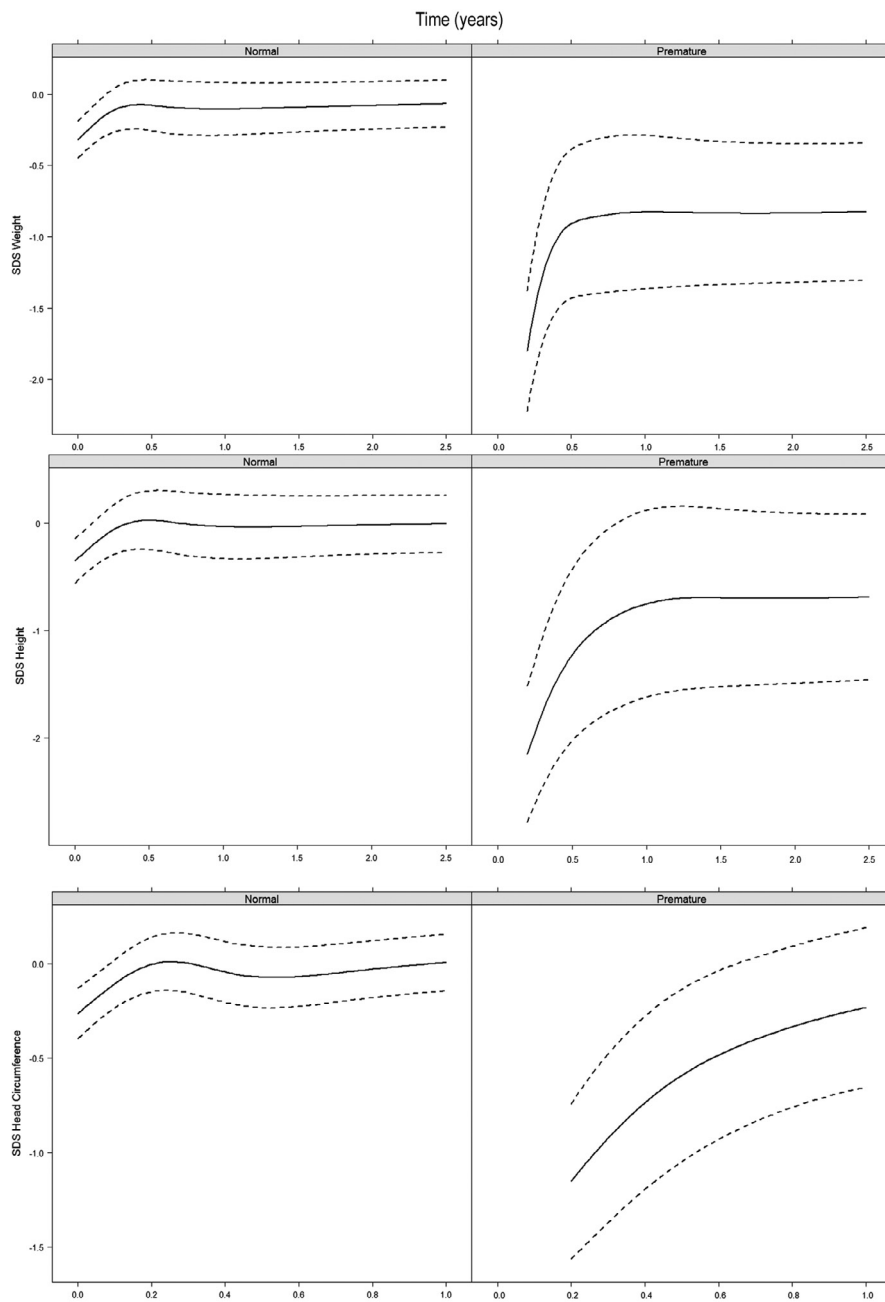 Time (years)
Normal Premature
0.0
-0.5
-1.0
-1.5
-2.0
SDS Weight
0.0 0.5 1.0 1.5 2.0 2.5 0.0 0.5 1.0 1.5 2.0 2.5
Normal Premature
0
-1
-2
SDS Height
0.0 0.5 1.0 1.5 2.0 2.5 0.0 0.5 1.0 1.5 2.0 2.5
Normal Premature
0.0
-0.5
-1.0
-1.5
SDS Head Circumference
0.0 0.2 0.4 0.6 0.8 1.0 0.0 0.2 0.4 0.6 0.8 1.0